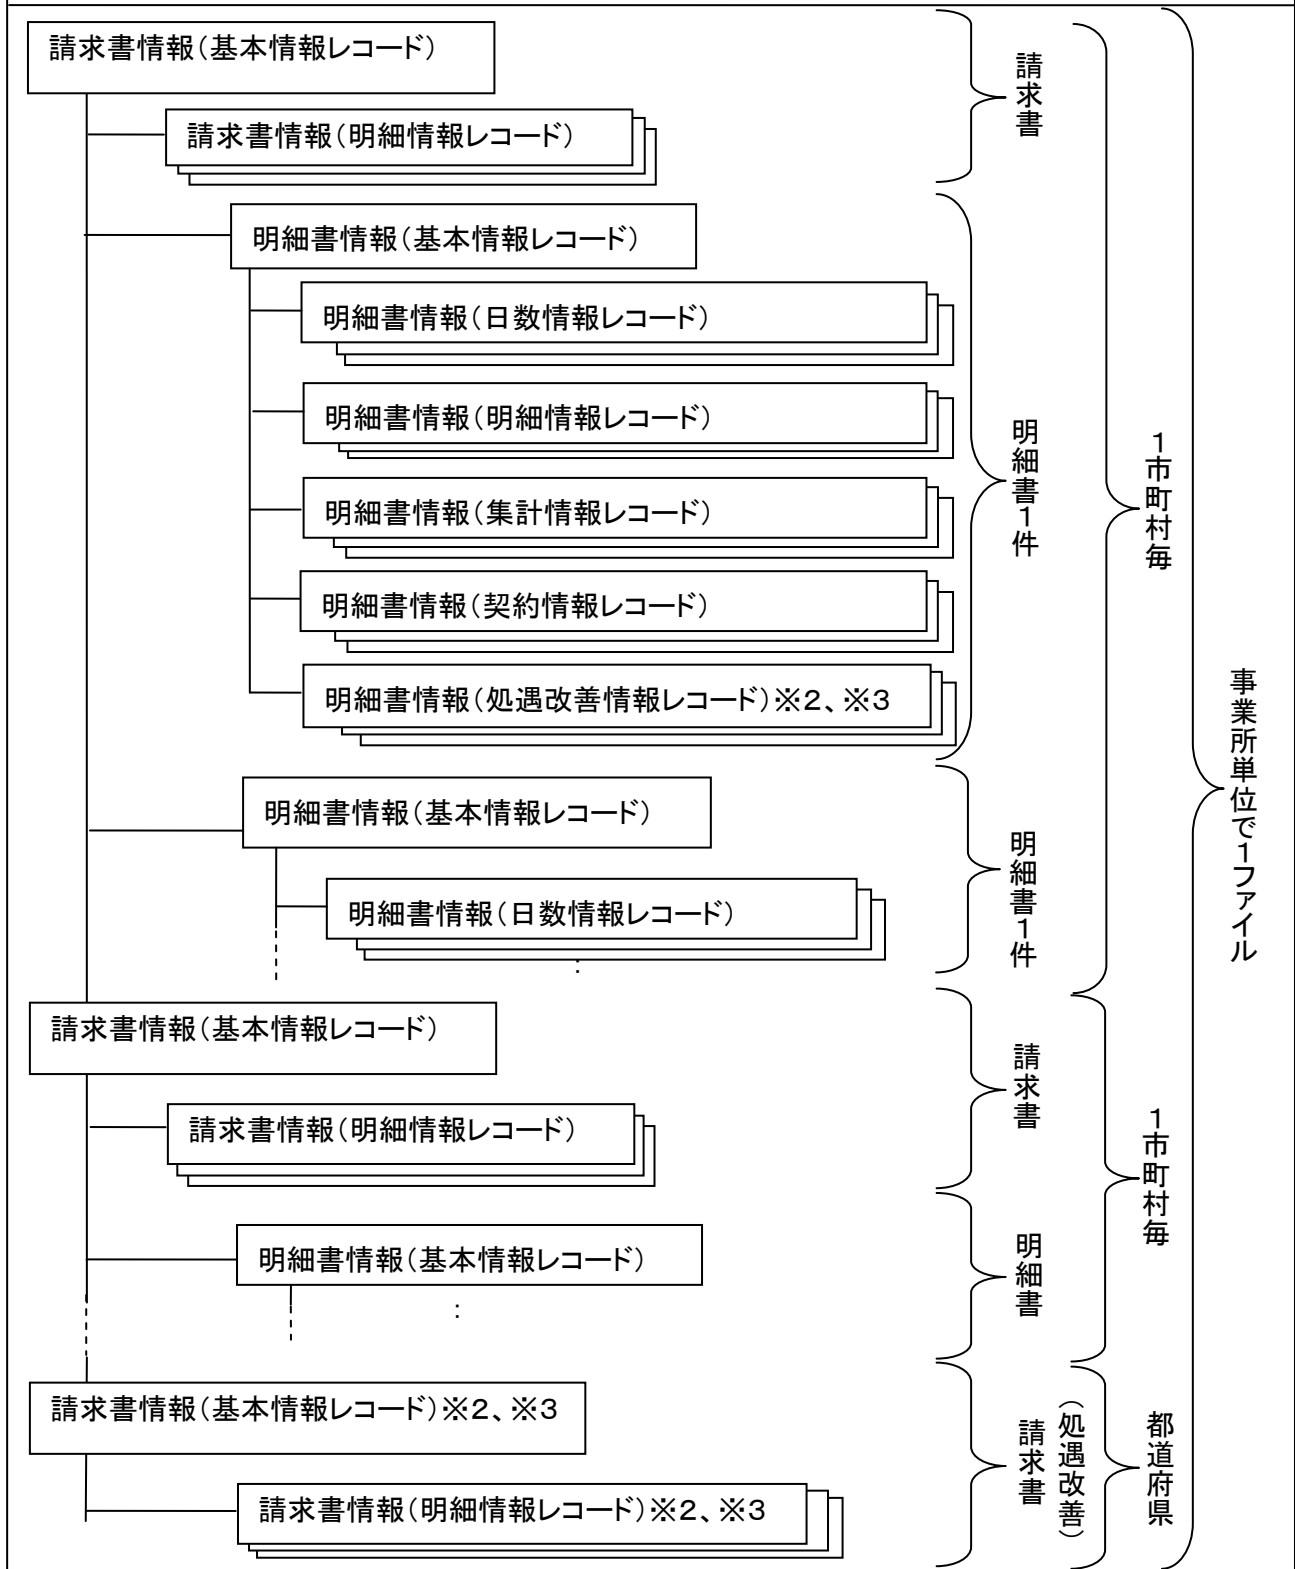 請求書情報（基本情報レコード）
請求書情報（明細情報レコード）
請求書
明細書情報（基本情報レコード）
明細書情報（日数情報レコード）
明細書情報（明細情報レコード）
明細書情報（集計情報レコード）
明細書情報（契約情報レコード）
明細書情報（処遇改善情報レコード）※２、※３
明細書１件
明細書情報（基本情報レコード）
明細書情報（日数情報レコード）
：
明細書１件
１市町村毎
請求書情報（基本情報レコード）
請求書情報（明細情報レコード）
請求書
明細書情報（基本情報レコード）
：
明細書
１市町村毎
請求書情報（基本情報レコード）※２、※３
請求書情報（明細情報レコード）※２、※３
請求書
（処遇改善）
都道府県
事業所単位で１ファイル